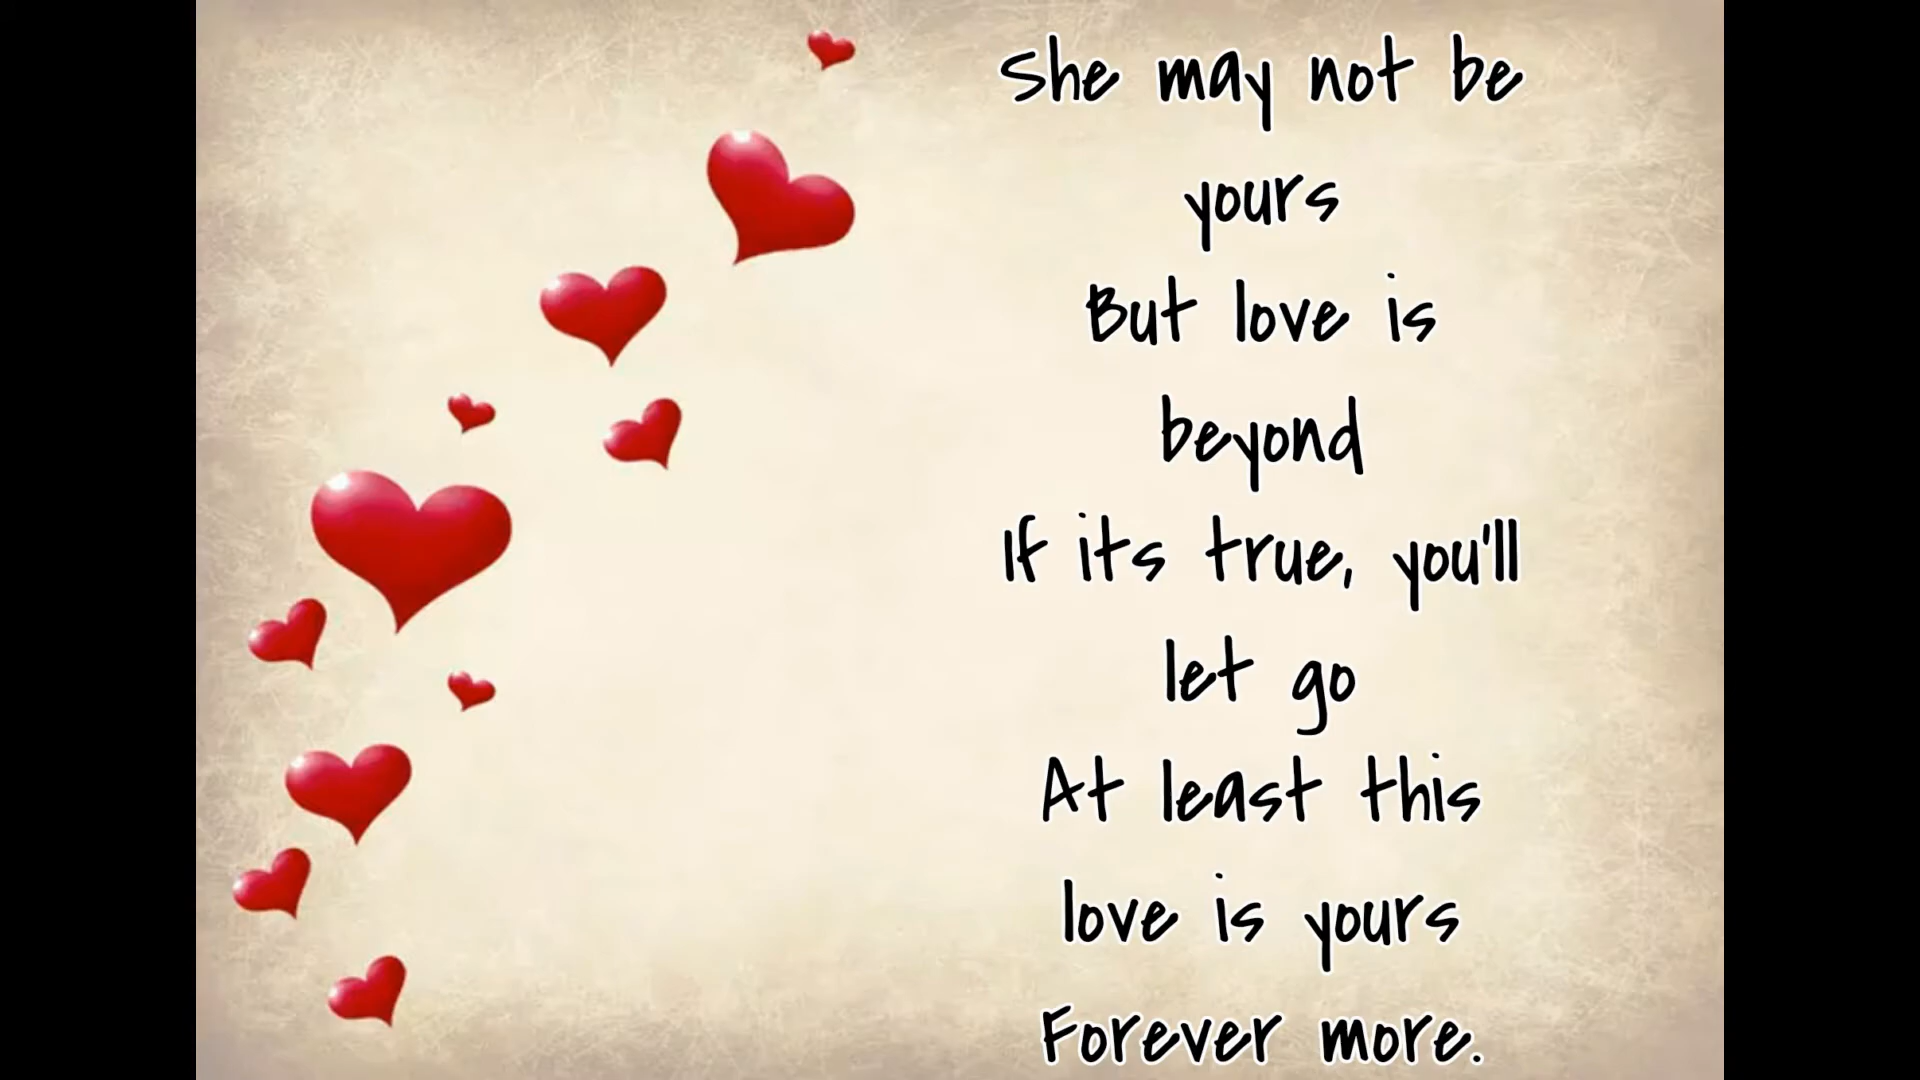 She may not be
yours
But love is
beyond
If its true, you'll
let go
At least this
love is yours
Forever more.